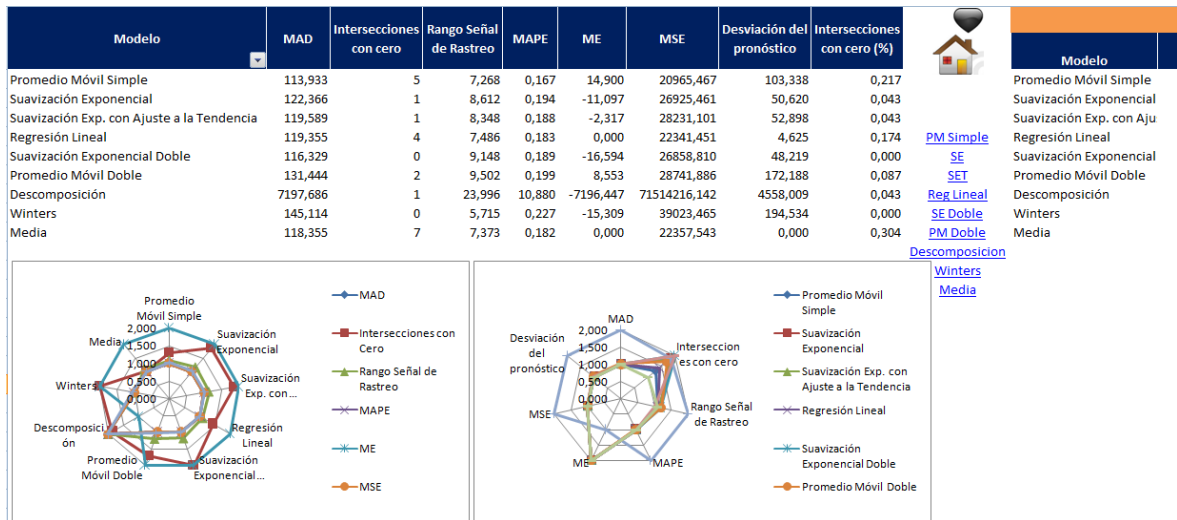 Modelo MAD Intersecciones con cero Rango Señal de Rastreo MAPE ME MSE Desviación del pronóstico Intersecciones con cero (%) Modelo
Promedio Móvil Simple 113,933 5 7,268 0,167 14,900 20965,467 103,338 0,217 Promedio Móvil Simple
Suavización Exponencial 122,366 1 8,612 0,194 -11,097 26925,461 50,620 0,043 Suavización Exponencial
Suavización Exp. con Ajuste a la Tendencia 119,589 1 8,348 0,188 -2,317 28231,101 52,898 0,043 Suavización Exp. con Aju
Regresión Lineal 119,355 4 7,486 0,183 0,000 22341,451 4,625 0,174 PM Simple Regresión Lineal
Suavización Exponencial Doble 116,329 0 9,148 0,189 -16,594 26858,810 48,219 0,000 SE Suavización Exponencial
Promedio Móvil Doble 131,444 2 9,502 0,199 8,553 28741,886 172,188 0,087 SET Promedio Móvil Doble
Descomposición 7197,686 1 23,996 10,880 -7196,447 71514216,142 4558,009 0,043 Reg Lineal Descomposición
Winters 145,114 0 5,715 0,227 -15,309 39023,465 194,534 0,000 SE Doble Winters
Media 118,355 7 7,373 0,182 0,000 22357,543 0,000 0,304 PM Doble Media
Descomposicion
Winters
Media
Promedio
Móvil Simple
Suavización
Exponencial
Suavización
Exp. con...
Regresión
Lineal
Suavización
Exponencial...
Promedio
Móvil Doble
Descomposici
ón
Winters
Media
2,000
1,500
1,000
0,500
0,000
MAD
Intersecciones con
Cero
Rango Señal de
Rastreo
MAPE
ME
MSE
MAD
Interseccion
es con cero
Rango Señal
de Rastreo
MAPE
ME
MSE
Desviación
del
pronóstico
2,000
1,500
1,000
0,500
0,000
Promedio Móvil
Simple
Suavización
Exponencial
Suavización Exp. con
Ajuste a la Tendencia
Regresión Lineal
Suavización
Exponencial Doble
Promedio Móvil Doble